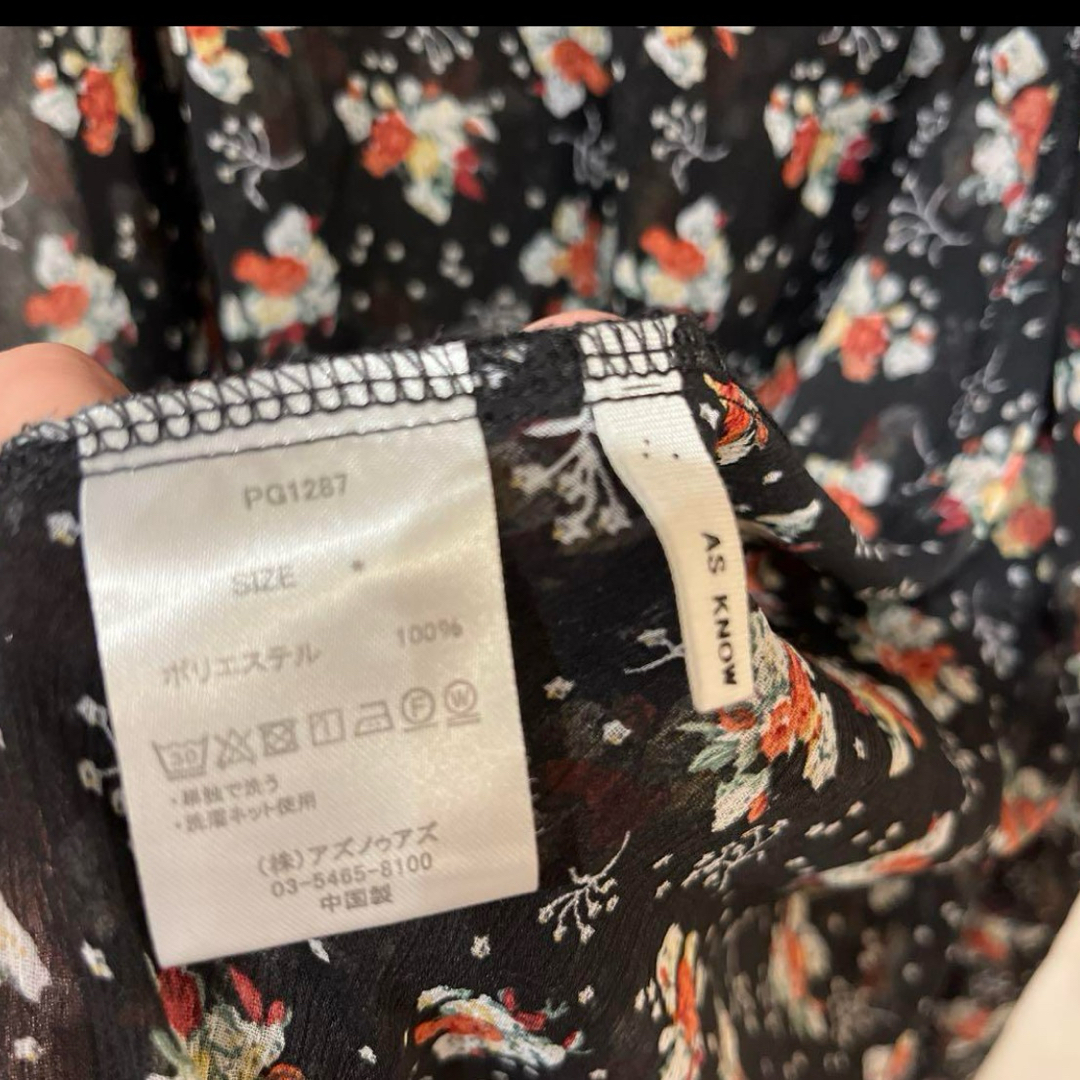 PG1287
SIZE *
ポリエステル 100%
30 F W
・単独で洗う
・洗濯ネット使用
(株)アズノゥアズ
03-5465-8100
中国製
AS KNOW